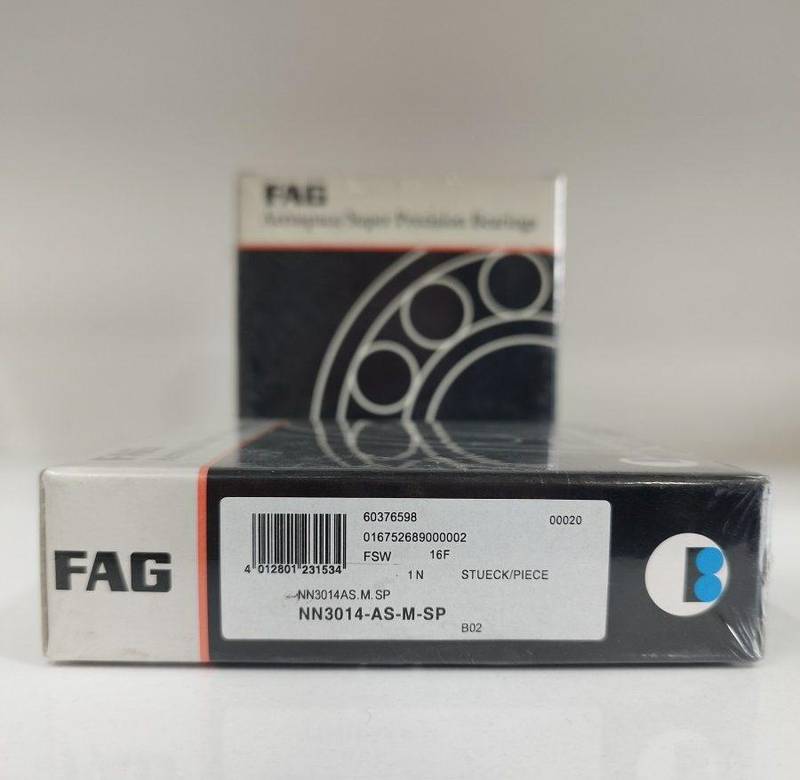 FAG
Aerospace/Super Precision Bearings
FAG
60376598
00020
016752689000002
FSW 16F
4 012801 231534
1 N STUECK/PIECE
NN3014AS.M.SP
NN3014-AS-M-SP
B02